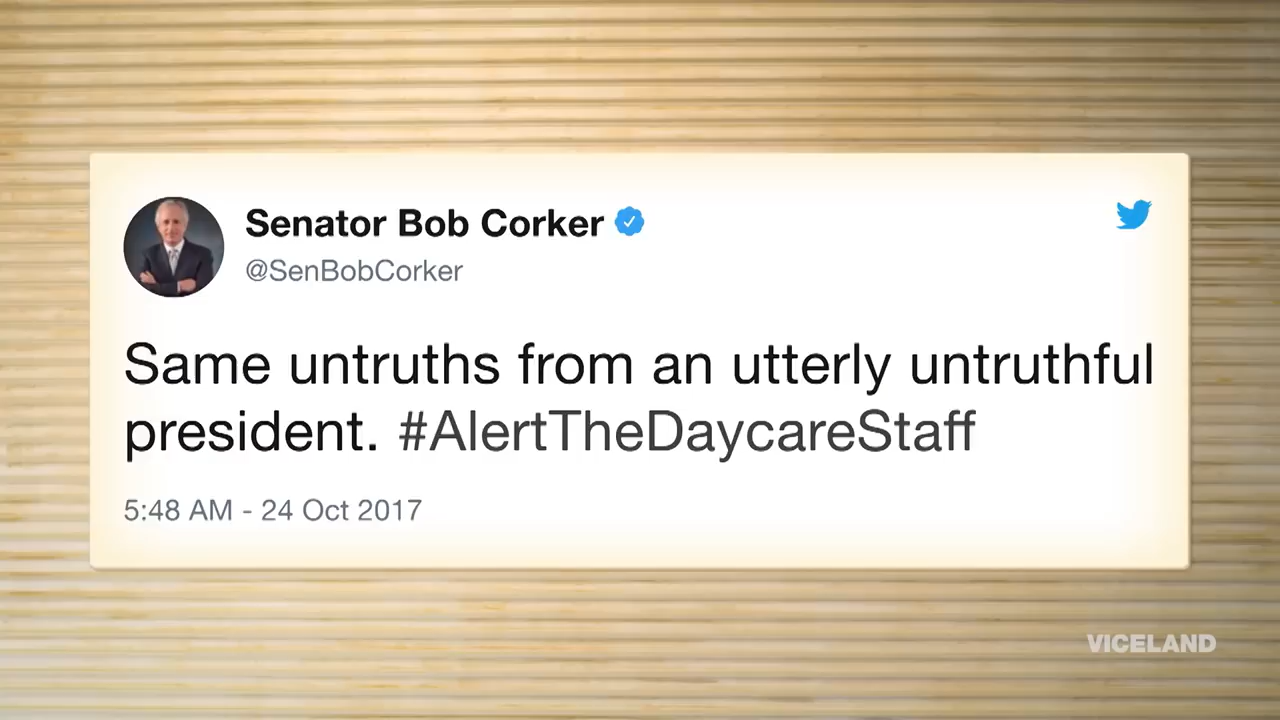 Senator Bob Corker
@SenBobCorker
Same untruths from an utterly untruthful
president. #AlertTheDaycareStaff
5:48 AM - 24 Oct 2017
VICELAND